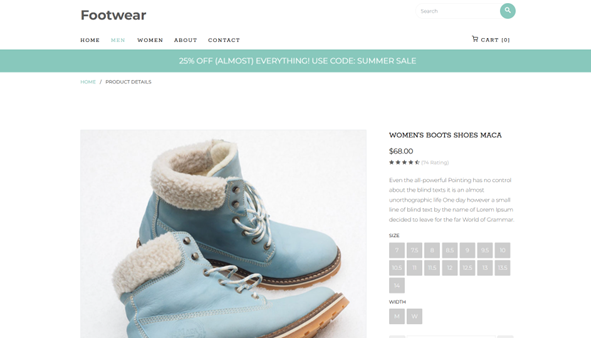 Footwear
Search
HOME MEN WOMEN ABOUT CONTACT
CART (0)
25% OFF (ALMOST) EVERYTHING! USE CODE: SUMMER SALE
HOME / PRODUCT DETAILS
WOMEN'S BOOTS SHOES MACA
$68.00
(74 Rating)
Even the all-powerful Pointing has no control
about the blind texts it is an almost
unorthographic life One day however a small
line of blind text by the name of Lorem Ipsum
decided to leave for the far World of Grammar.
SIZE
7 7.5 8 8.5 9 9.5 10
10.5 11 11.5 12 12.5 13 13.5
14
WIDTH
M W